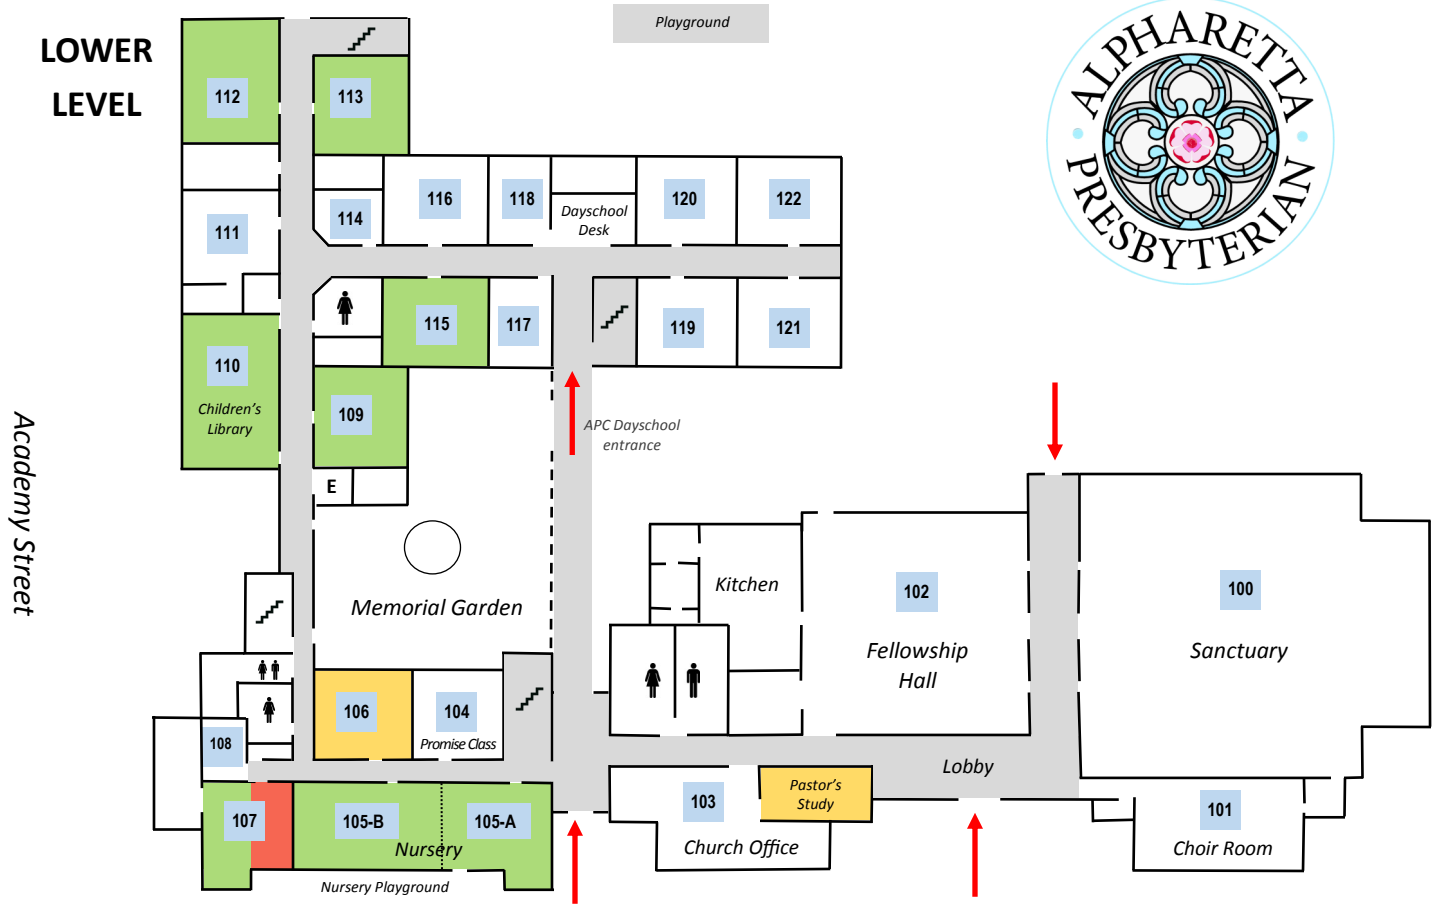 LOWER
LEVEL
Playground
ALPHARETTA
PRESBYTERIAN
112
113
116
118
120
122
114
Dayschool
Desk
111
115
117
119
121
110
Children's
Library
109
APC Dayschool
entrance
E
Academy Street
Memorial Garden
Kitchen
102
Fellowship
Hall
100
Sanctuary
106
104
Promise Class
108
Lobby
103
Pastor's
Study
107
105-B
105-A
Nursery
Church Office
101
Choir Room
Nursery Playground